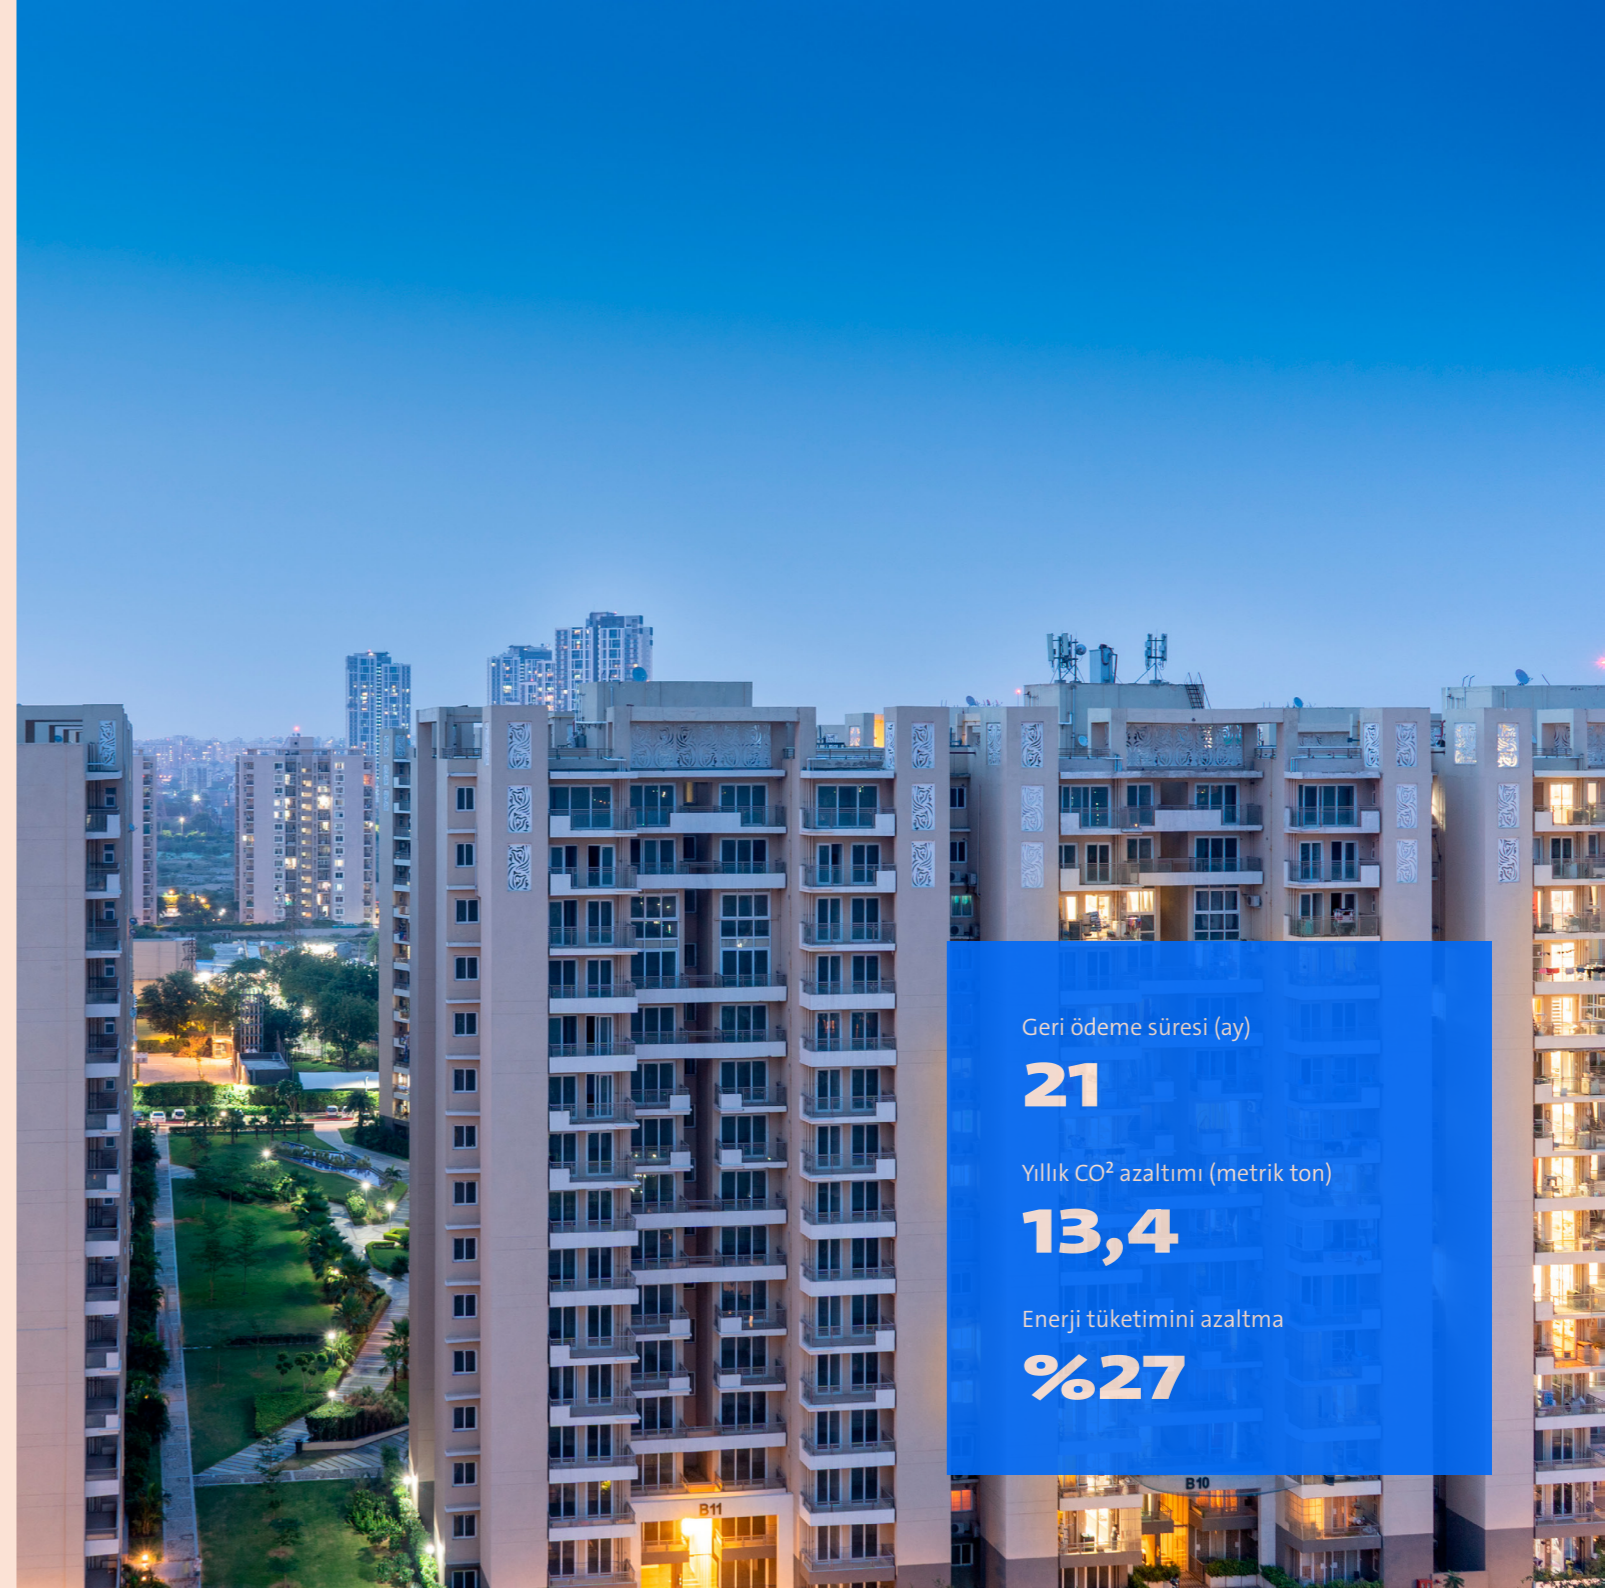 Geri ödeme süresi (ay)
21
Yıllık CO² azaltımı (metrik ton)
13,4
Enerji tüketimini azaltma
%27
B11
B10